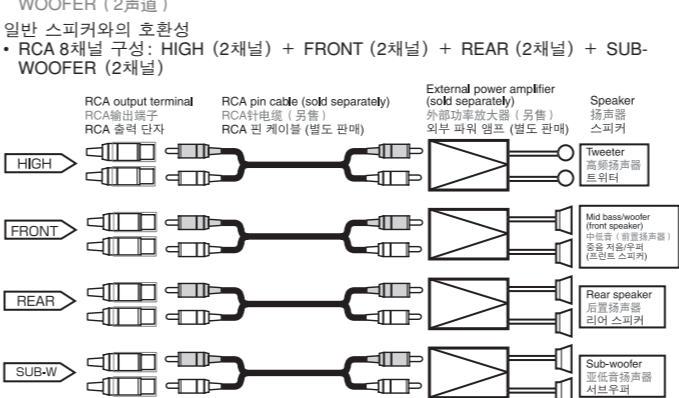 WOOFER（2声道）
일반 스피커와의 호환성
• RCA 8채널 구성: HIGH (2채널) + FRONT (2채널) + REAR (2채널) + SUB-
WOOFER (2채널)
RCA output terminal
RCA输出端子
RCA 출력 단자
RCA pin cable (sold separately)
RCA针电缆（另售）
RCA 핀 케이블 (별도 판매)
External power amplifier
(sold separately)
外部功率放大器（另售）
외부 파워 앰프 (별도 판매)
Speaker
扬声器
스피커
HIGH
Tweeter
高频扬声器
트위터
FRONT
Mid bass/woofer
(front speaker)
中低音（前置扬声器）
중음 저음/우퍼
(프런트 스피커)
REAR
Rear speaker
后置扬声器
리어 스피커
SUB-W
Sub-woofer
亚低音扬声器
서브우퍼